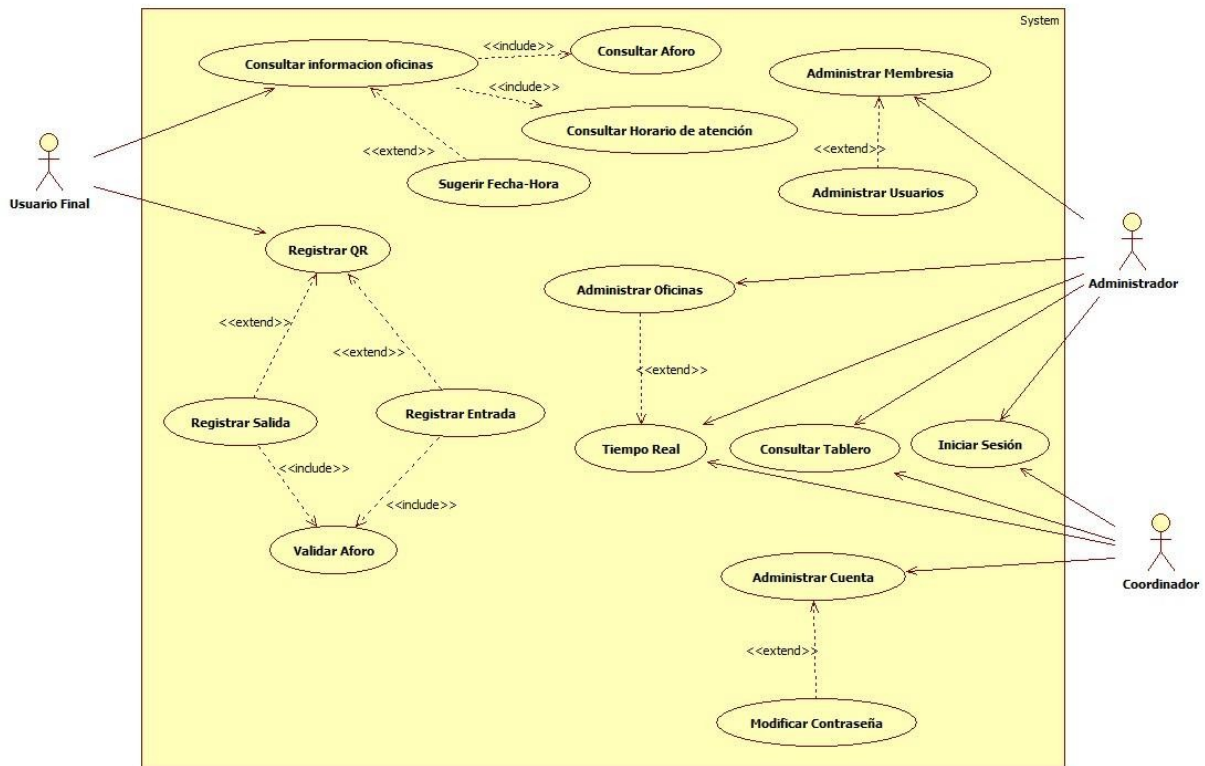 System
<<include>>
Consultar Aforo
Consultar informacion oficinas
Administrar Membresia
<<include>>
Consultar Horario de atención
<<extend>>
<<extend>>
Sugerir Fecha-Hora
Administrar Usuarios
Usuario Final
Registrar QR
Administrar Oficinas
Administrador
<<extend>>
<<extend>>
<<extend>>
Registrar Salida
Registrar Entrada
Tiempo Real
Consultar Tablero
Iniciar Sesión
<<include>>
<<include>>
Validar Aforo
Administrar Cuenta
Coordinador
<<extend>>
Modificar Contraseña